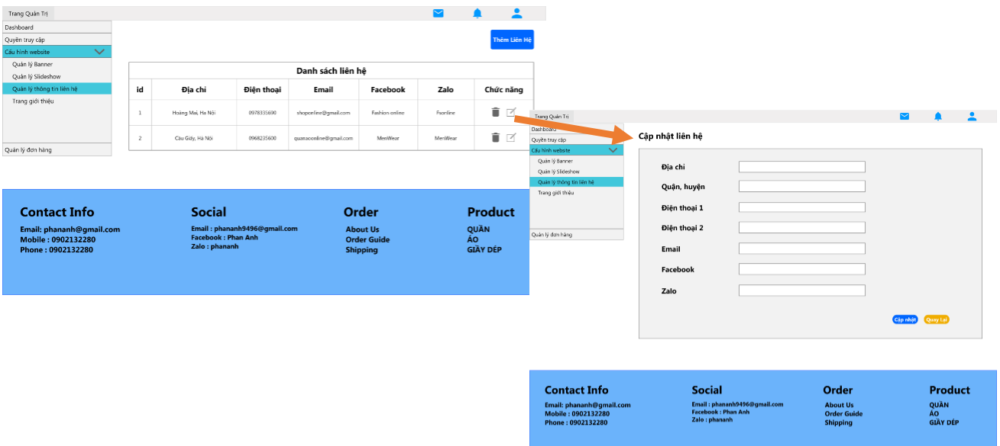 Trang Quản Trị
Dashboard
Quyền truy cập
Cấu hình website
Quản lý Banner
Quản lý Slideshow
Quản lý thông tin liên hệ
Trang giới thiệu
Quản lý đơn hàng
Thêm Liên Hệ
Danh sách liên hệ
id Địa chỉ Điện thoại Email Facebook Zalo Chức năng
1 Hoàng Mai, Hà Nội 0978335690 shoponline@gmail.com Fashion online Fsonline
2 Cầu Giấy, Hà Nội 0968235600 quanaoonline@gmail.com MenWear MenWear
Contact Info
Email: phananh@gmail.com
Mobile : 0902132280
Phone : 0902132280
Social
Email : phananh9496@gmail.com
Facebook : Phan Anh
Zalo : phananh
Order
About Us
Order Guide
Shipping
Product
QUẦN
ÁO
GIẦY DÉP
Trang Quản Trị
Dashboard
Quyền truy cập
Cấu hình website
Quản lý Banner
Quản lý Slideshow
Quản lý thông tin liên hệ
Trang giới thiệu
Quản lý đơn hàng
Cập nhật liên hệ
Địa chỉ
Quận, huyện
Điện thoại 1
Điện thoại 2
Email
Facebook
Zalo
Cập nhật Quay Lại
Contact Info
Email: phananh@gmail.com
Mobile : 0902132280
Phone : 0902132280
Social
Email : phananh9496@gmail.com
Facebook : Phan Anh
Zalo : phananh
Order
About Us
Order Guide
Shipping
Product
QUẦN
ÁO
GIẦY DÉP